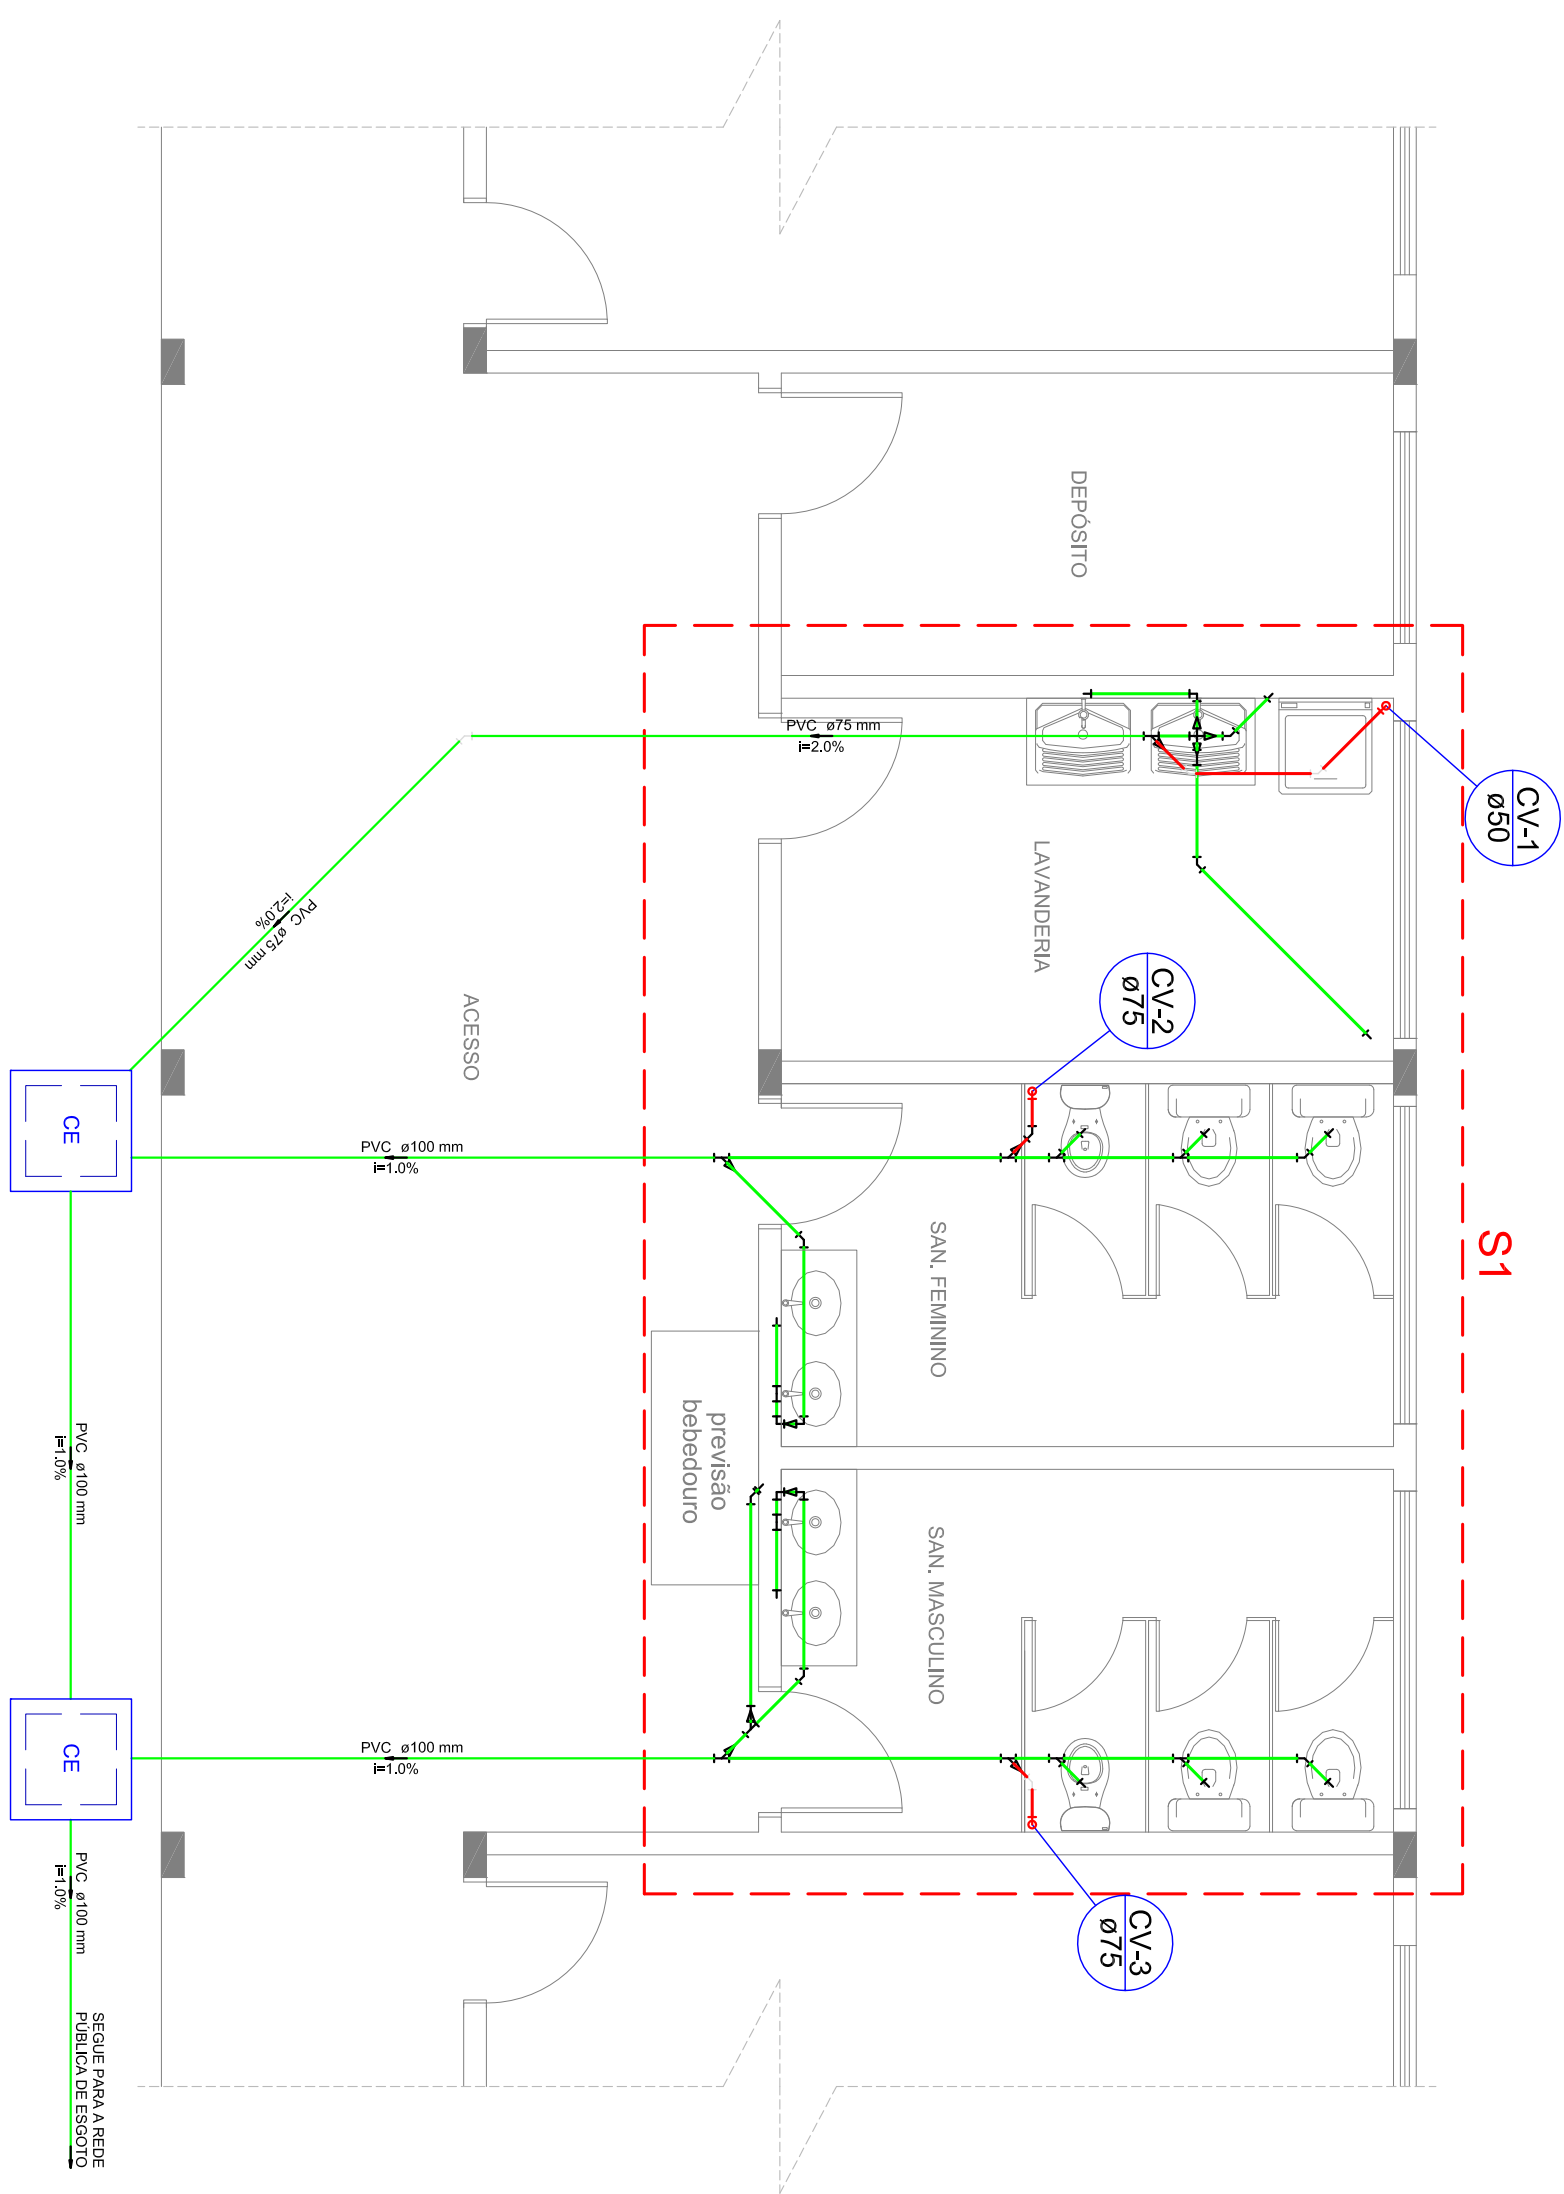 S1
CV-1
ø50
DEPÓSITO
LAVANDERIA
CV-2
ø75
SAN. FEMININO
SAN. MASCULINO
CV-3
ø75
previsão
bebedouro
ACESSO
PVC ø75 mm
i=2.0%
PVC ø75 mm
i=2.0%
PVC ø100 mm
i=1.0%
PVC ø100 mm
i=1.0%
CE
PVC ø100 mm
i=1.0%
CE
PVC ø100 mm
i=1.0%
SEGUE PARA A REDE
PÚBLICA DE ESGOTO